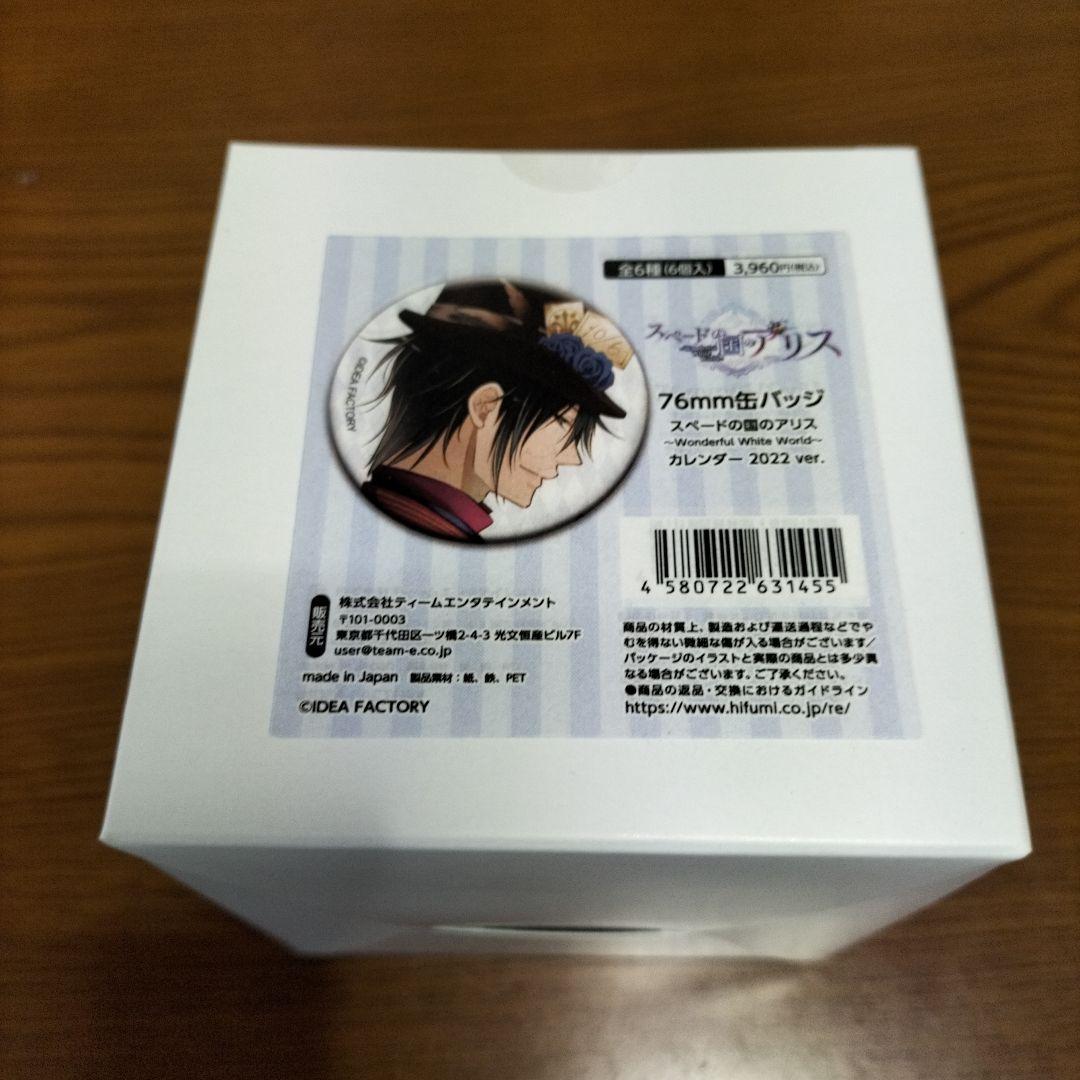 全6種(6個入) 3,960円(税込)
スペードの国のアリス
76mm缶バッジ
スペードの国のアリス
~Wonderful White World~
カレンダー 2022 ver.
©IDEA FACTORY
10/6
4 580722 631455
販売元
株式会社ティームエンタテインメント
〒101-0003
東京都千代田区一ツ橋2-4-3 光文恒産ビル7F
user@team-e.co.jp
made in Japan 製品素材:紙、鉄、PET
©IDEA FACTORY
商品の材質上、製造および運送過程などでや
むを得ない微細な傷が入る場合がございます/
パッケージのイラストと実際の商品とは多少異
なる場合がございます。ご了承ください。
●商品の返品・交換におけるガイドライン
https://www.hifumi.co.jp/re/